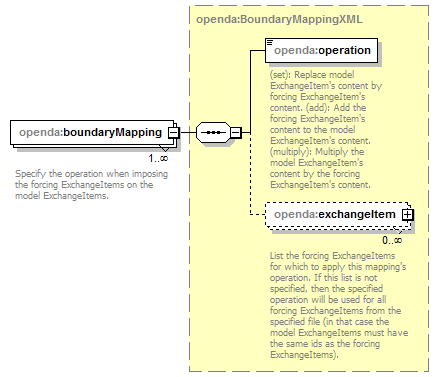 openda:BoundaryMappingXML
openda:operation
(set): Replace model
ExchangeItem's content by
forcing ExchangeItem's
content. (add): Add the
forcing ExchangeItem's
content to the model
ExchangeItem's content.
(multiply): Multiply the
model ExchangeItem's
content by the forcing
ExchangeItem's content.
openda:boundaryMapping
1..∞
Specify the operation when imposing
the forcing ExchangeItems on the
model ExchangeItems.
openda:exchangeItem
0..∞
List the forcing ExchangeItems
for which to apply this mapping's
operation. If this list is not
specified, then the specified
operation will be used for all
forcing ExchangeItems from the
specified file (in that case the
model ExchangeItems must have
the same ids as the forcing
ExchangeItems).